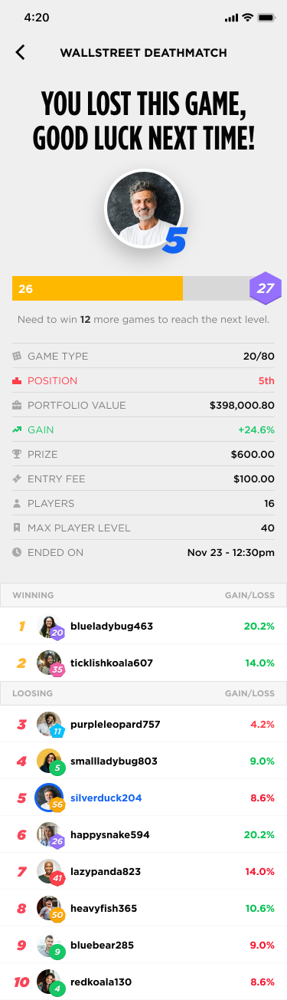 4:20
WALLSTREET DEATHMATCH
YOU LOST THIS GAME,
GOOD LUCK NEXT TIME!
5
26 27
Need to win 12 more games to reach the next level.
GAME TYPE 20/80
POSITION 5th
PORTFOLIO VALUE $398,000.80
GAIN +24.6%
PRIZE $600.00
ENTRY FEE $100.00
PLAYERS 16
MAX PLAYER LEVEL 40
ENDED ON Nov 23 - 12:30pm
WINNING GAIN/LOSS
1 20 blueladybug463 20.2%
2 35 ticklishkoala607 14.0%
LOOSING GAIN/LOSS
3 11 purpleleopard757 4.2%
4 5 smallladybug803 9.0%
5 56 silverduck204 8.6%
6 26 happysnake594 20.2%
7 41 lazypanda823 14.0%
8 50 heavyfish365 10.6%
9 9 bluebear285 9.0%
10 4 redkoala130 8.6%